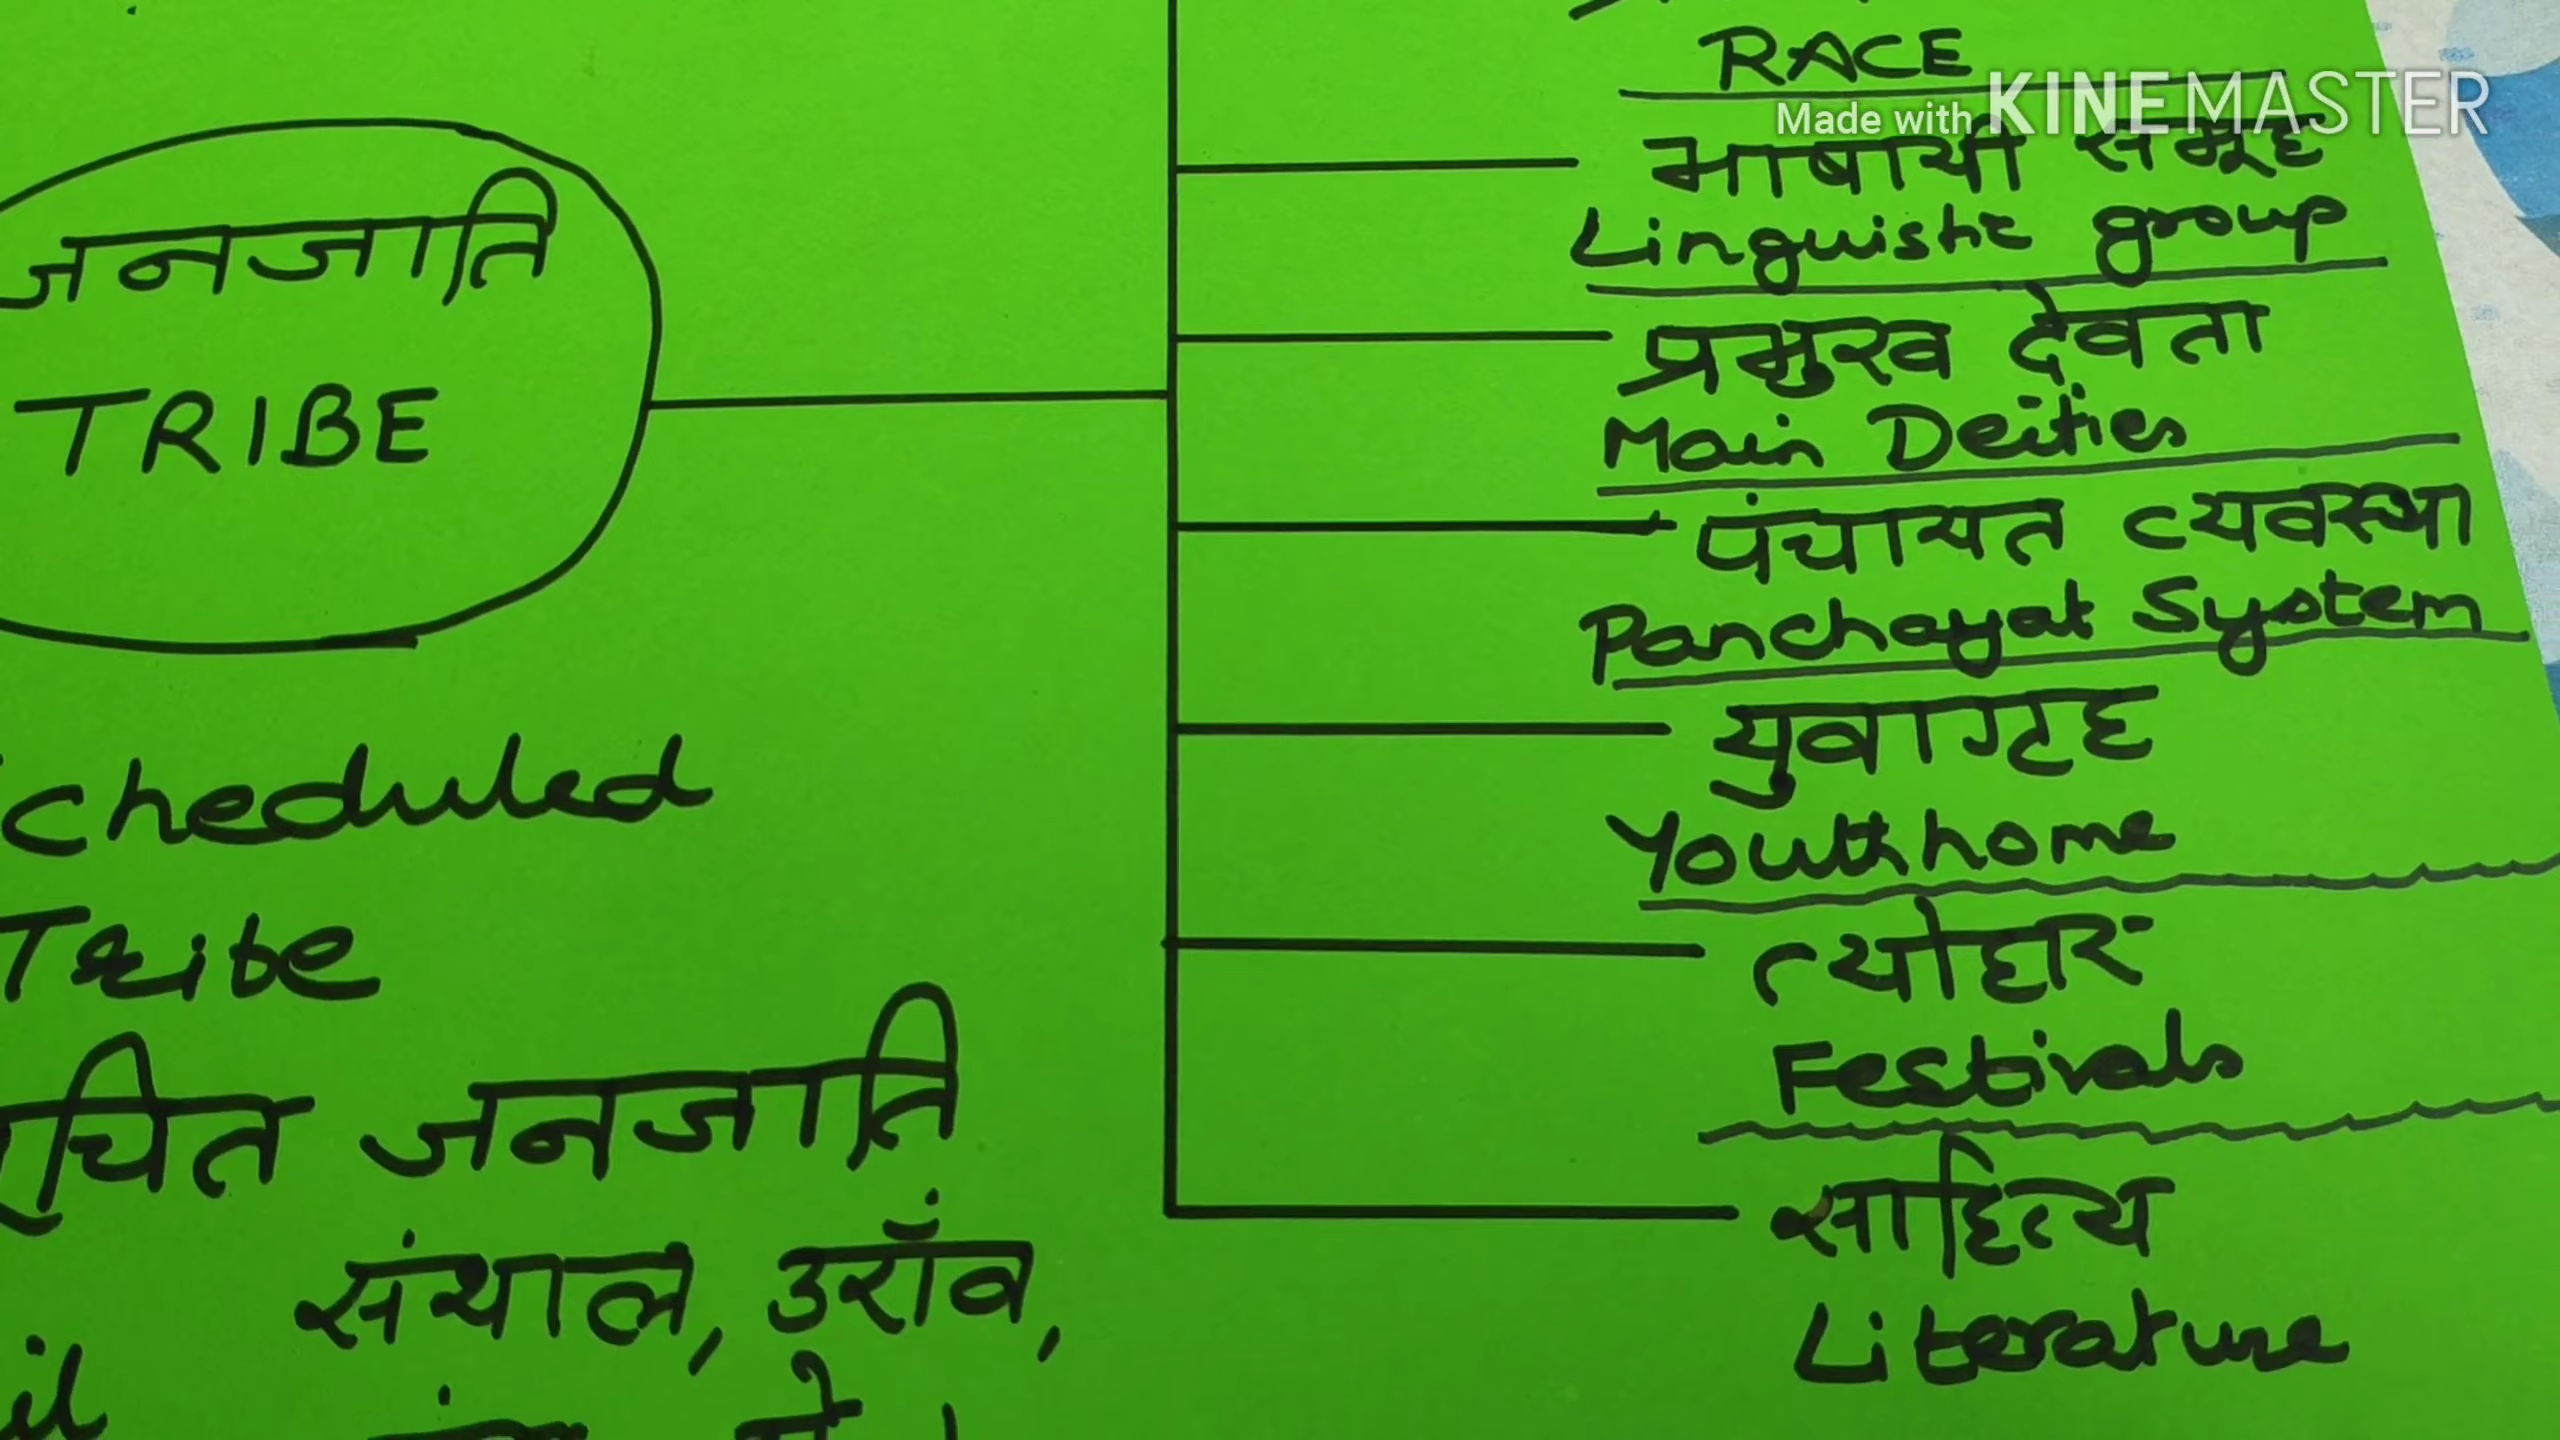 जनजाति
TRIBE
Scheduled
Tribe
जनजाति
संथाल, उराँव,
RACE
Made with KINEMASTER
भाषायी समूह
Linguistic group
प्रमुख देवता
Main Deities
पंचायत व्यवस्था
Panchayat System
युवागृह
Youthhome
त्योहार
Festivals
साहित्य
Literature